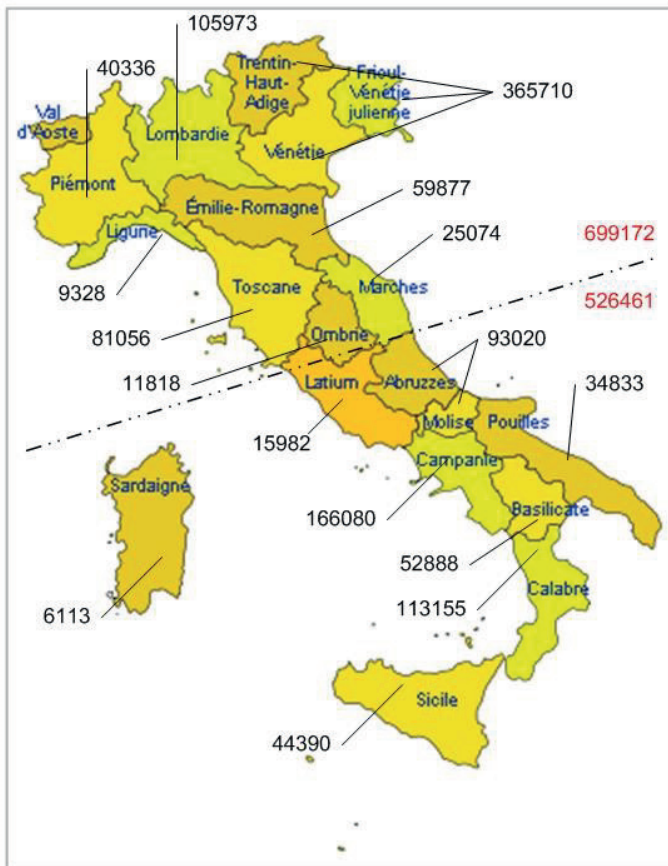 105973
40336
Trentin-
Haut-
Adige
Frioul-
Vénétie
julienne
365710
Val
d'Aoste
Lombardie
Vénétie
Piémont
59877
Émilie-Romagne
Ligurie
25074
699172
9328
Toscane
Marches
526461
81056
Ombrie
93020
11818
Latium
Abruzzes
34833
15982
Molise
Pouilles
Campanie
Sardaigne
166080
Basilicate
52888
6113
113155
Calabre
Sicile
44390